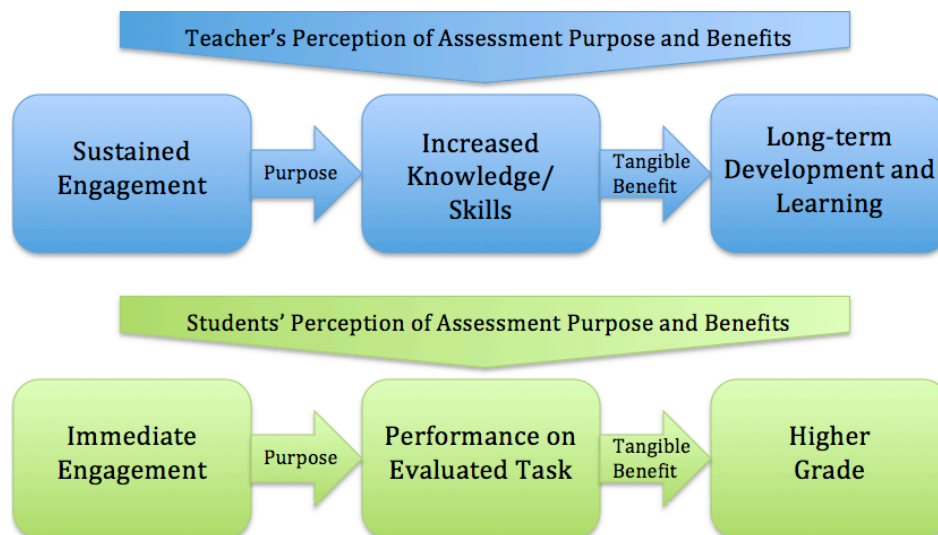 Teacher’s Perception of Assessment Purpose and Benefits
Sustained
Engagement
Purpose
Increased
Knowledge/
Skills
Tangible
Benefit
Long-term
Development and
Learning
Students’ Perception of Assessment Purpose and Benefits
Immediate
Engagement
Purpose
Performance on
Evaluated Task
Tangible
Benefit
Higher
Grade